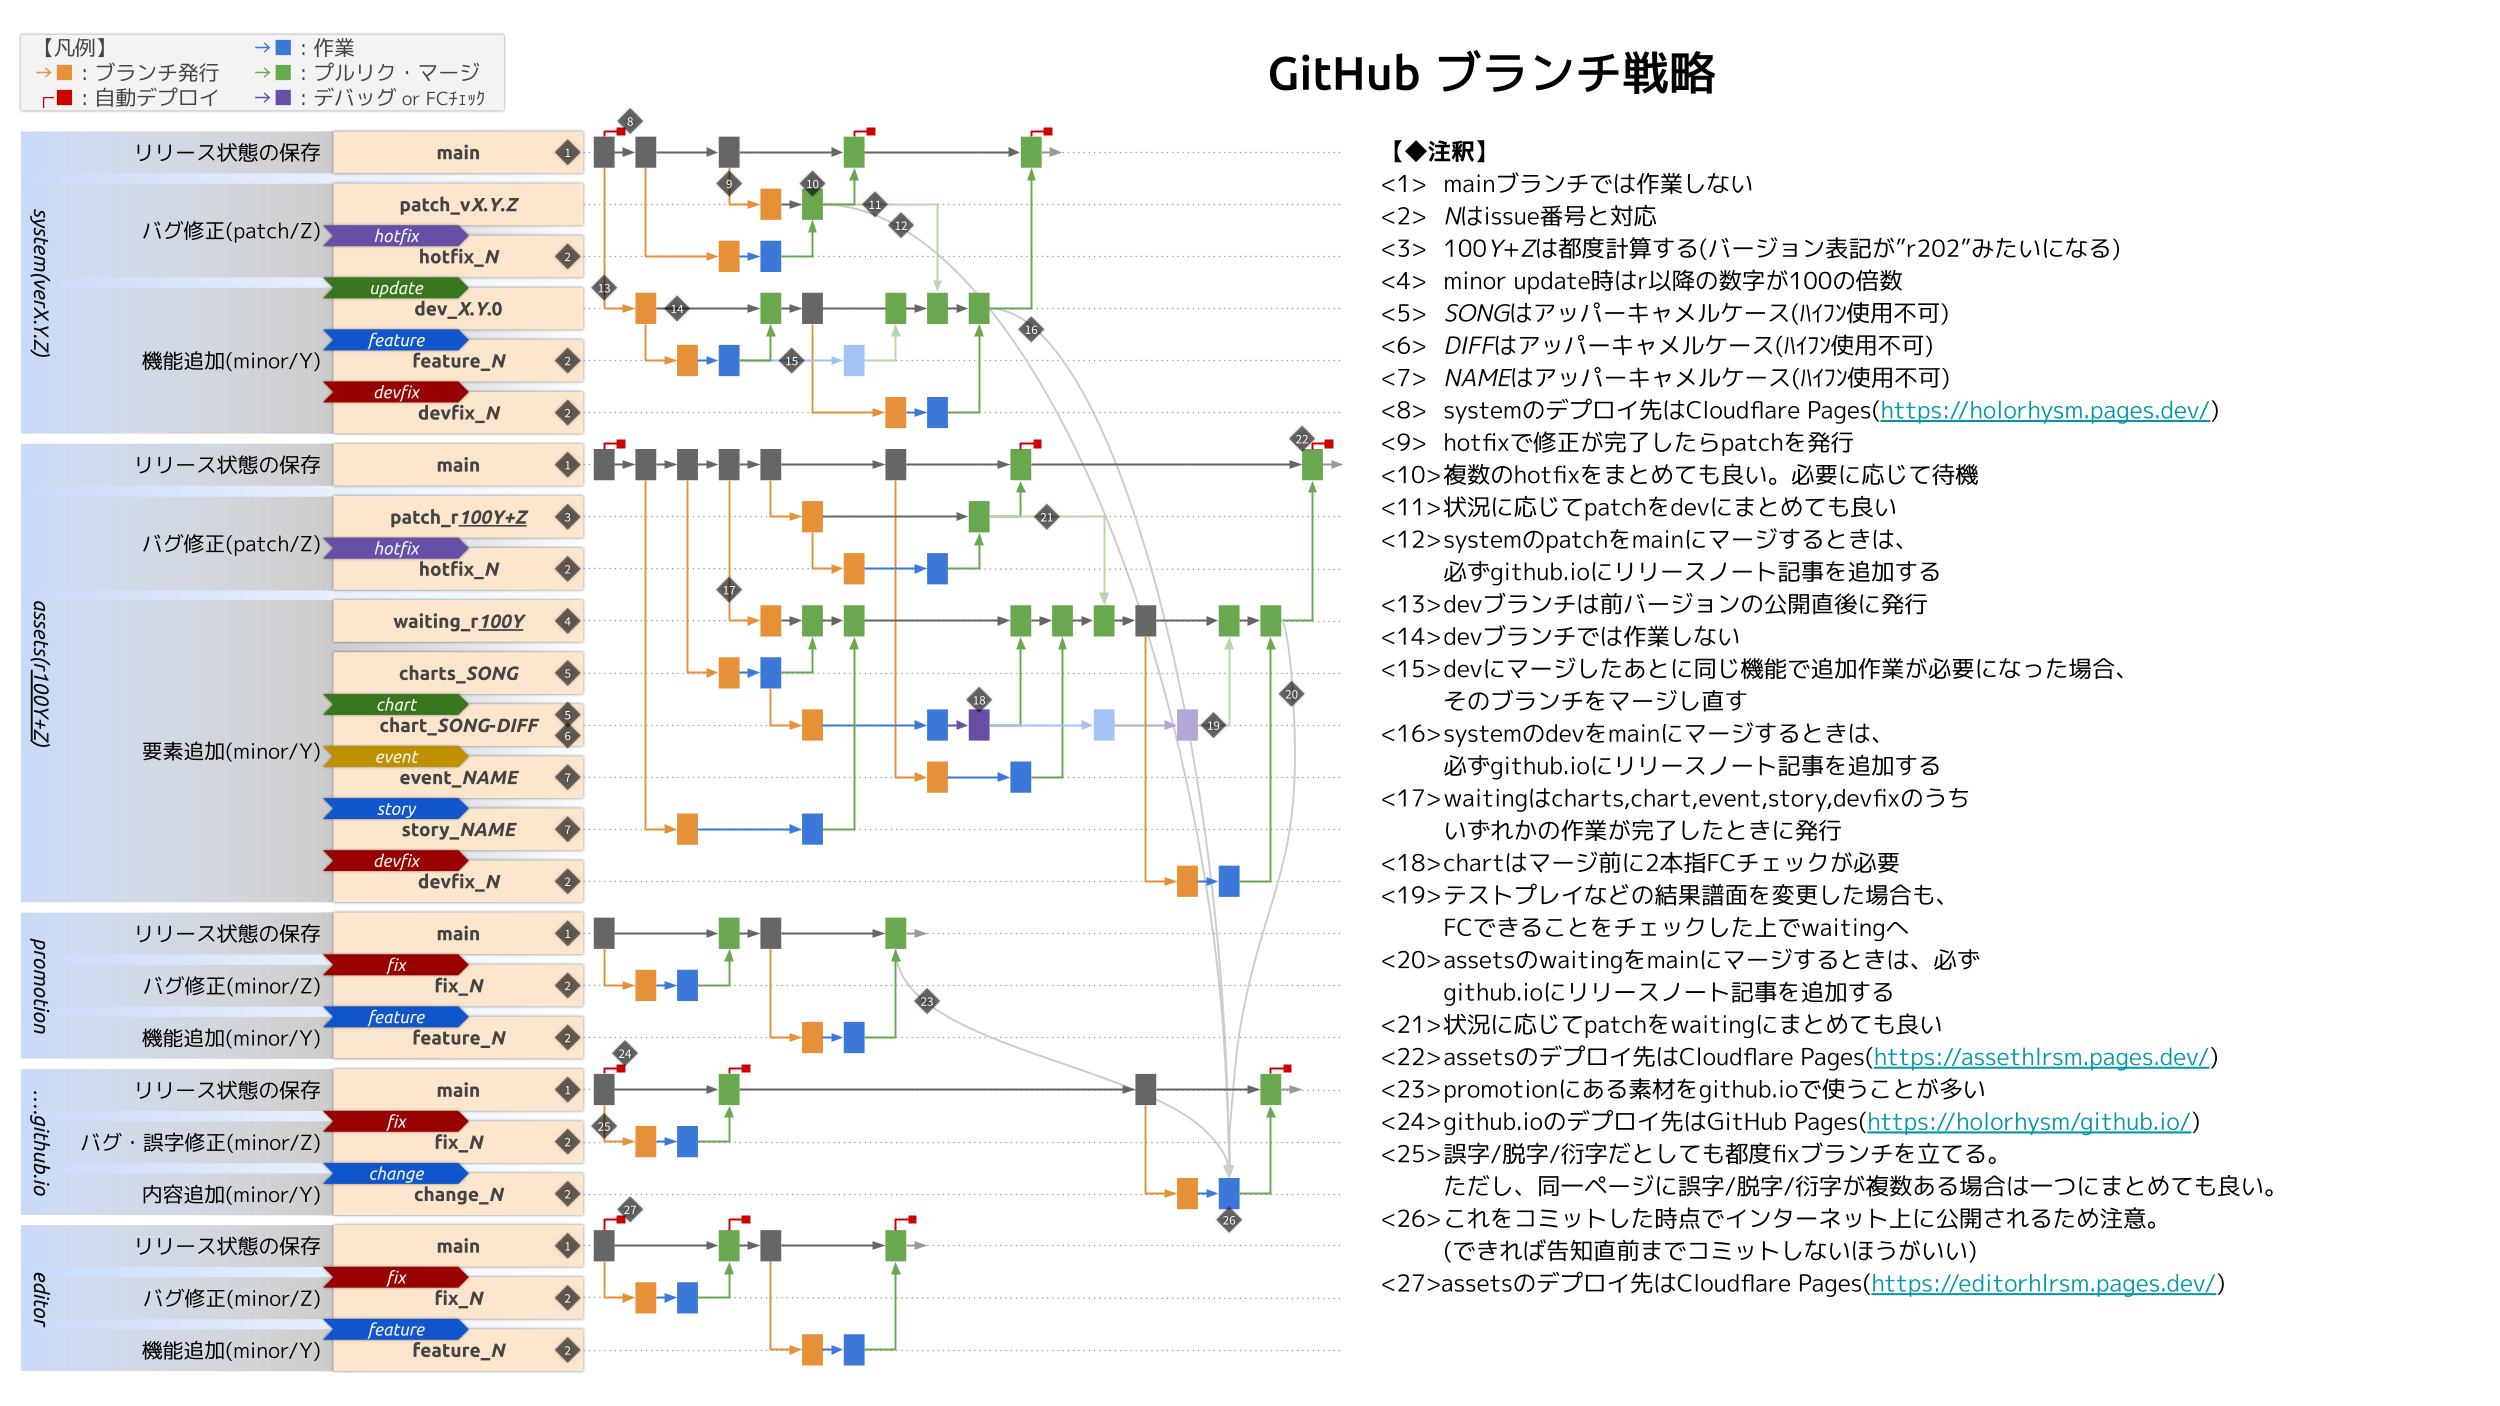 【凡例】
→■：作業
→■：ブランチ発行
→■：プルリク・マージ
■：自動デプロイ
→■：デバッグ or FCﾁｪｯｸ
GitHub ブランチ戦略
system(verX.Y.Z)
リリース状態の保存
main
1
8
バグ修正(patch/Z)
patch_vX.Y.Z
9
10
11
12
hotfix
hotfix_N
2
13
機能追加(minor/Y)
update
dev_X.Y.0
14
16
feature
feature_N
2
15
devfix
devfix_N
2
assets(r100Y+Z)
リリース状態の保存
main
1
22
バグ修正(patch/Z)
patch_r100Y+Z
3
21
hotfix
hotfix_N
2
17
要素追加(minor/Y)
waiting_r100Y
4
charts_SONG
5
20
chart
chart_SONG-DIFF
5
6
18
19
event
event_NAME
7
story
story_NAME
7
devfix
devfix_N
2
promotion
リリース状態の保存
main
1
バグ修正(minor/Z)
fix
fix_N
2
23
機能追加(minor/Y)
feature
feature_N
2
....github.io
リリース状態の保存
main
1
24
バグ・誤字修正(minor/Z)
fix
fix_N
2
25
内容追加(minor/Y)
change
change_N
2
26
editor
リリース状態の保存
main
1
27
バグ修正(minor/Z)
fix
fix_N
2
機能追加(minor/Y)
feature
feature_N
2
【◆注釈】
<1> mainブランチでは作業しない
<2> Nはissue番号と対応
<3> 100Y+Zは都度計算する(バージョン表記が”r202”みたいになる)
<4> minor update時はr以降の数字が100の倍数
<5> SONGはアッパーキャメルケース(ﾊｲﾌﾝ使用不可)
<6> DIFFはアッパーキャメルケース(ﾊｲﾌﾝ使用不可)
<7> NAMEはアッパーキャメルケース(ﾊｲﾌﾝ使用不可)
<8> systemのデプロイ先はCloudflare Pages(https://holorhysm.pages.dev/)
<9> hotfixで修正が完了したらpatchを発行
<10>複数のhotfixをまとめても良い。必要に応じて待機
<11>状況に応じてpatchをdevにまとめても良い
<12>systemのpatchをmainにマージするときは、
必ずgithub.ioにリリースノート記事を追加する
<13>devブランチは前バージョンの公開直後に発行
<14>devブランチでは作業しない
<15>devにマージしたあとに同じ機能で追加作業が必要になった場合、
そのブランチをマージし直す
<16>systemのdevをmainにマージするときは、
必ずgithub.ioにリリースノート記事を追加する
<17>waitingはcharts,chart,event,story,devfixのうち
いずれかの作業が完了したときに発行
<18>chartはマージ前に2本指FCチェックが必要
<19>テストプレイなどの結果譜面を変更した場合も、
FCできることをチェックした上でwaitingへ
<20>assetsのwaitingをmainにマージするときは、必ず
github.ioにリリースノート記事を追加する
<21>状況に応じてpatchをwaitingにまとめても良い
<22>assetsのデプロイ先はCloudflare Pages(https://assethlrsm.pages.dev/)
<23>promotionにある素材をgithub.ioで使うことが多い
<24>github.ioのデプロイ先はGitHub Pages(https://holorhysm/github.io/)
<25>誤字/脱字/衍字だとしても都度fixブランチを立てる。
ただし、同一ページに誤字/脱字/衍字が複数ある場合は一つにまとめても良い。
<26>これをコミットした時点でインターネット上に公開されるため注意。
(できれば告知直前までコミットしないほうがいい)
<27>assetsのデプロイ先はCloudflare Pages(https://editorhlrsm.pages.dev/)